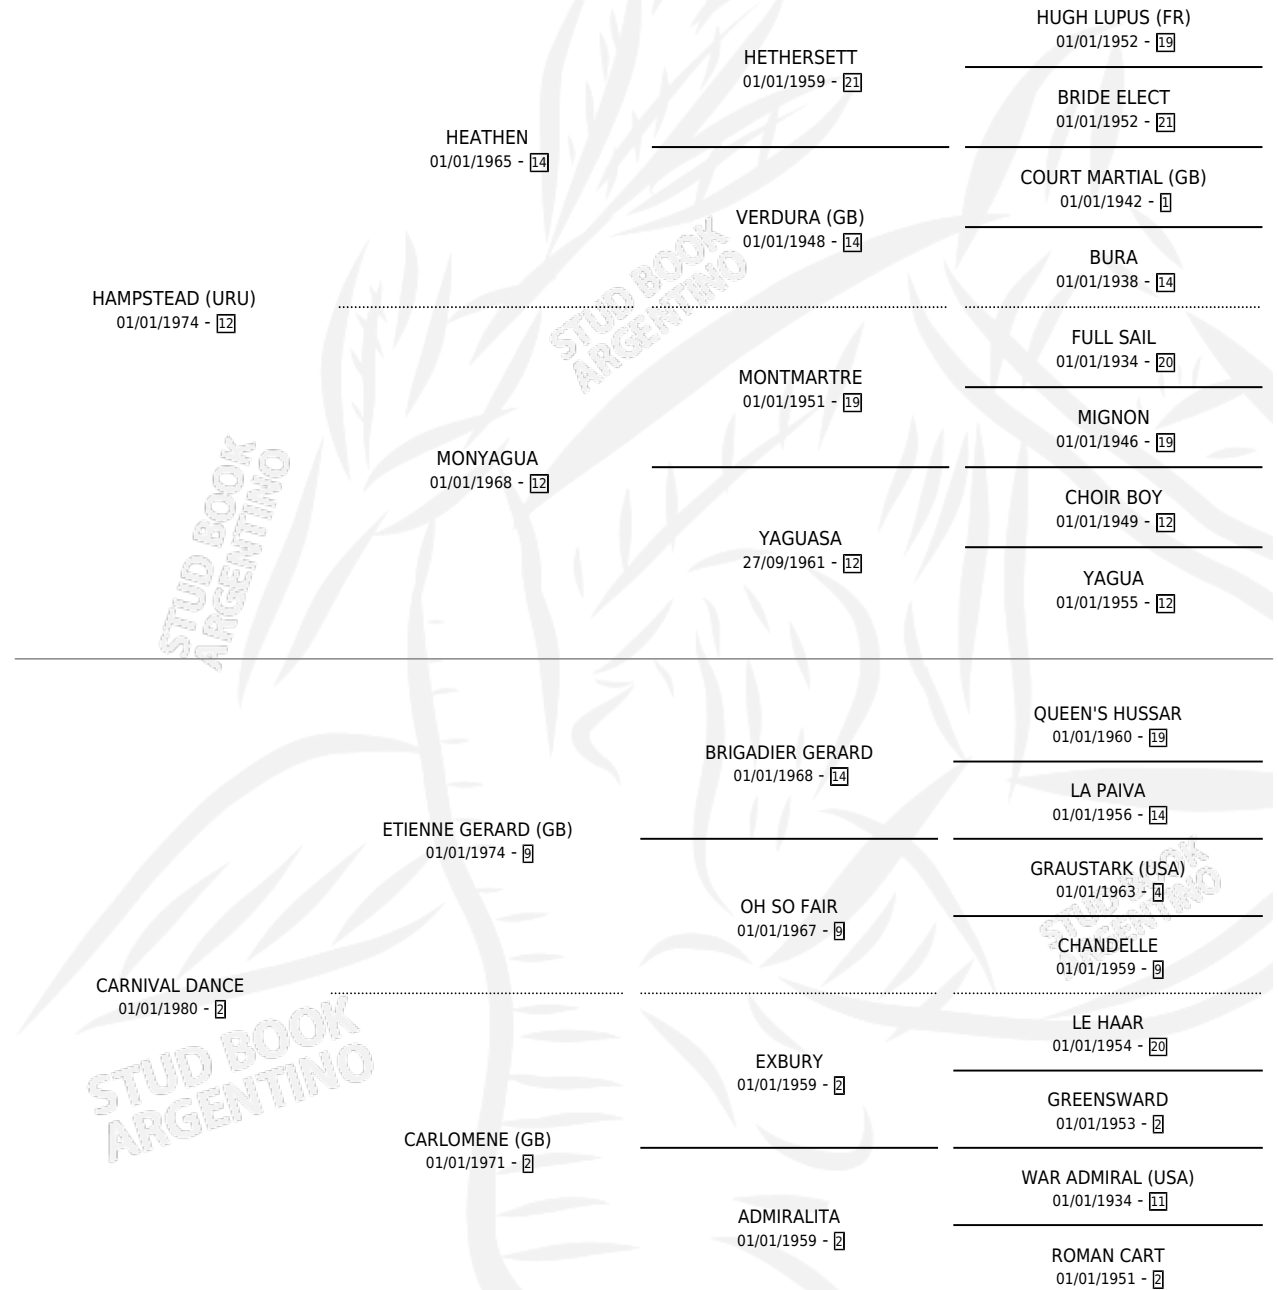 HUGH LUPUS (FR)
01/01/1952 - 19
HETHERSETT
01/01/1959 - 21
BRIDE ELECT
01/01/1952 - 21
HEATHEN
01/01/1965 - 14
COURT MARTIAL (GB)
01/01/1942 - 1
VERDURA (GB)
01/01/1948 - 14
BURA
01/01/1938 - 14
HAMPSTEAD (URU)
01/01/1974 - 12
FULL SAIL
01/01/1934 - 20
MONTMARTRE
01/01/1951 - 19
MIGNON
01/01/1946 - 19
MONYAGUA
01/01/1968 - 12
CHOIR BOY
01/01/1949 - 12
YAGUASA
27/09/1961 - 12
YAGUA
01/01/1955 - 12
QUEEN'S HUSSAR
01/01/1960 - 19
BRIGADIER GERARD
01/01/1968 - 14
LA PAIVA
01/01/1956 - 14
ETIENNE GERARD (GB)
01/01/1974 - 9
GRAUSTARK (USA)
01/01/1963 - 4
OH SO FAIR
01/01/1967 - 9
CHANDELLE
01/01/1959 - 9
CARNIVAL DANCE
01/01/1980 - 2
LE HAAR
01/01/1954 - 20
EXBURY
01/01/1959 - 2
GREENSWARD
01/01/1953 - 2
CARLOMENE (GB)
01/01/1971 - 2
WAR ADMIRAL (USA)
01/01/1934 - 11
ADMIRALITA
01/01/1959 - 2
ROMAN CART
01/01/1951 - 2
STUD BOOK
ARGENTINO
STUD BOOK
ARGENTINO
STUD BOOK
ARGENTINO
STUD BOOK
ARGENTINO